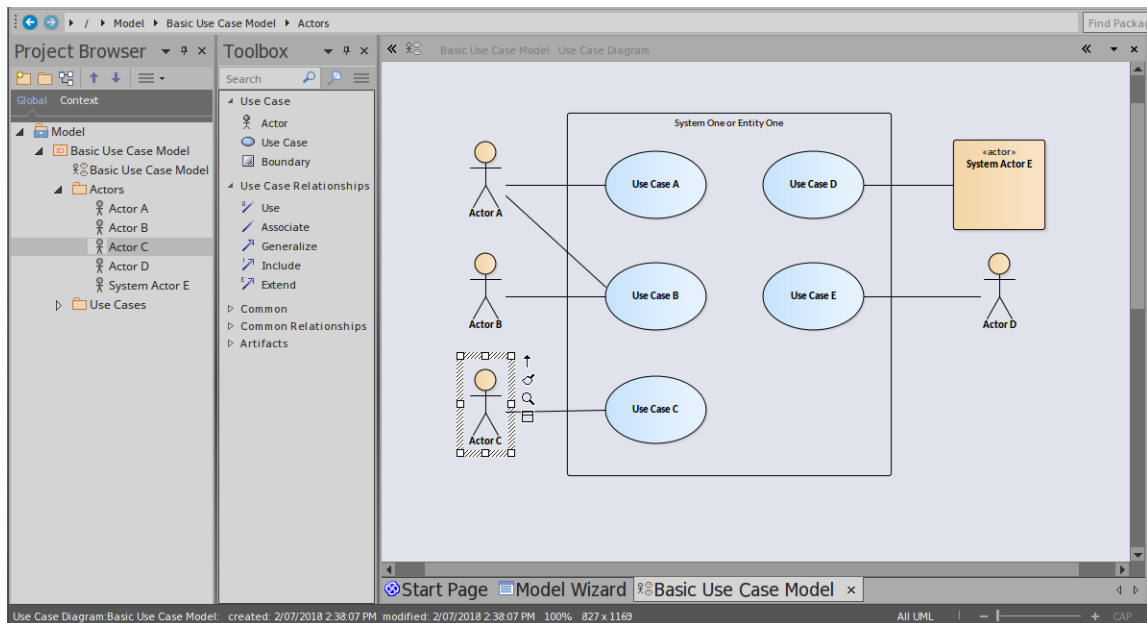 / Model Basic Use Case Model Actors
Find Packag
Project Browser
Toolbox
Basic Use Case Model. Use Case Diagram
Search
Global Context
Model
Basic Use Case Model
Basic Use Case Model
Actors
Actor A
Actor B
Actor C
Actor D
System Actor E
Use Cases
Use Case
Actor
Use Case
Boundary
Use Case Relationships
Use
Associate
Generalize
Include
Extend
Common
Common Relationships
Artifacts
System One or Entity One
Actor A
Use Case A
Use Case D
«actor»
System Actor E
Actor B
Use Case B
Use Case E
Actor D
Actor C
Use Case C
Start Page Model Wizard Basic Use Case Model ×
Use Case Diagram:Basic Use Case Model: created: 2/07/2018 2:38:07 PM modified: 2/07/2018 2:38:07 PM 100% 827 x 1169 All UML CAP